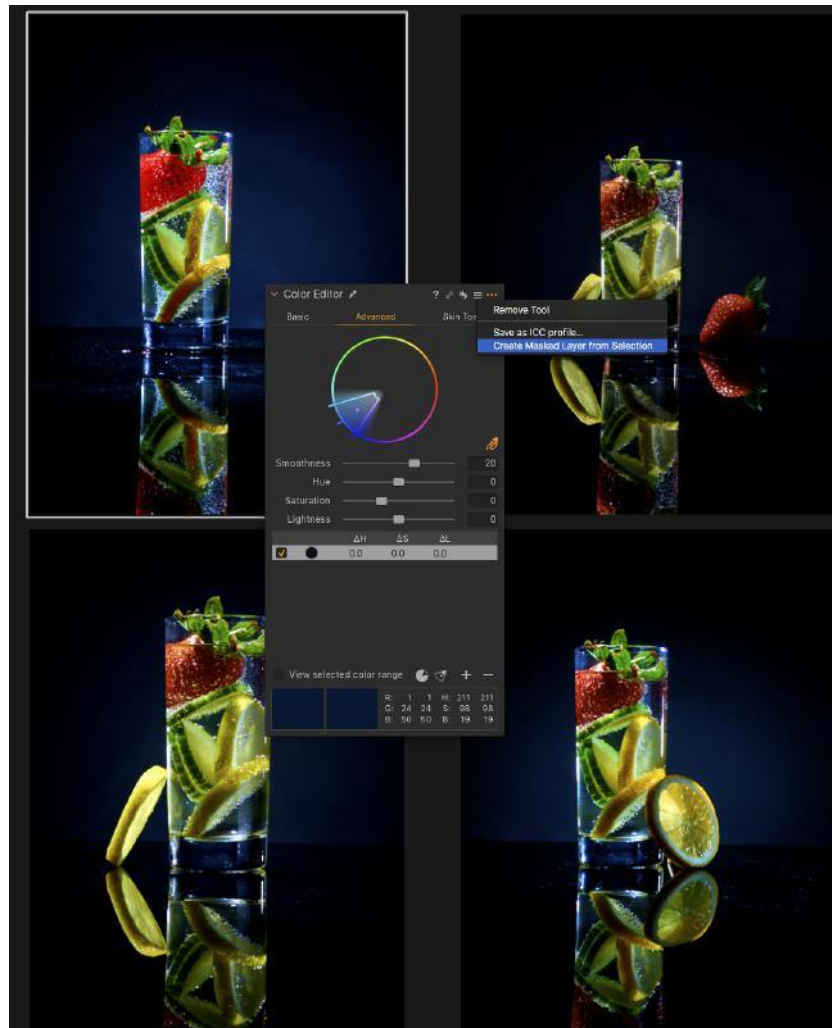 Color Editor
?
Basic Advanced Skin Ton
Remove Tool
Save as ICC profile...
Create Masked Layer from Selection
Smoothness 20
Hue 0
Saturation 0
Lightness 0
ΔH ΔS ΔL
0.0 0.0 0.0
View selected color range
R: 1 1 H: 211 211
G: 24 24 S: 98 98
B: 50 50 B: 19 19